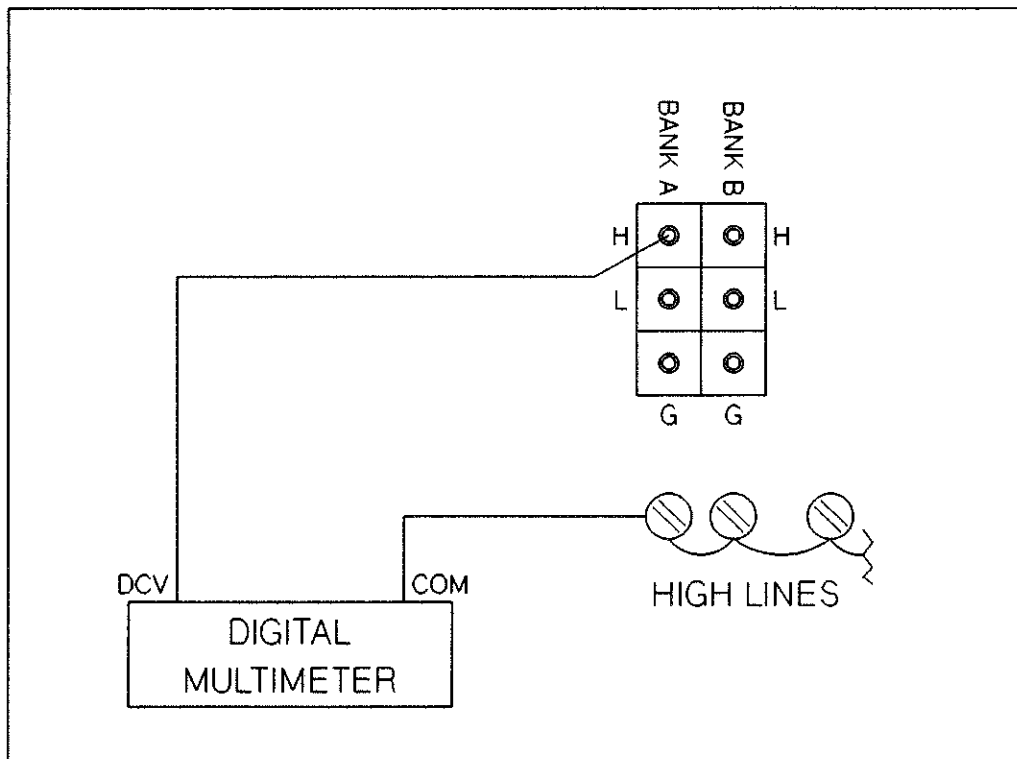 BANK A
BANK B
H
H
L
L
G
G
DCV
COM
HIGH LINES
DIGITAL
MULTIMETER